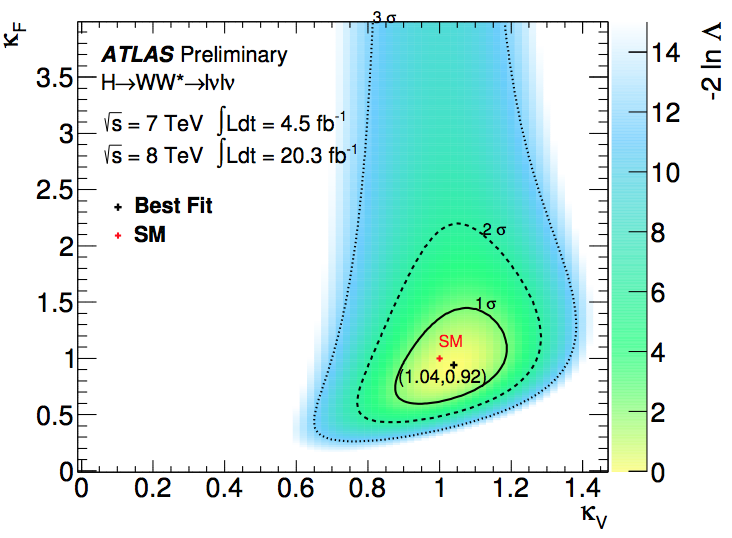 κF
3σ
ATLAS Preliminary
H→WW*→lνlν
√s = 7 TeV ∫Ldt = 4.5 fb-1
√s = 8 TeV ∫Ldt = 20.3 fb-1
+ Best Fit
+ SM
2σ
1σ
SM
(1.04,0.92)
3.5
3
2.5
2
1.5
1
0.5
0
0 0.2 0.4 0.6 0.8 1 1.2 1.4
κV
14
12
10
8
6
4
2
0
-2 ln Λ